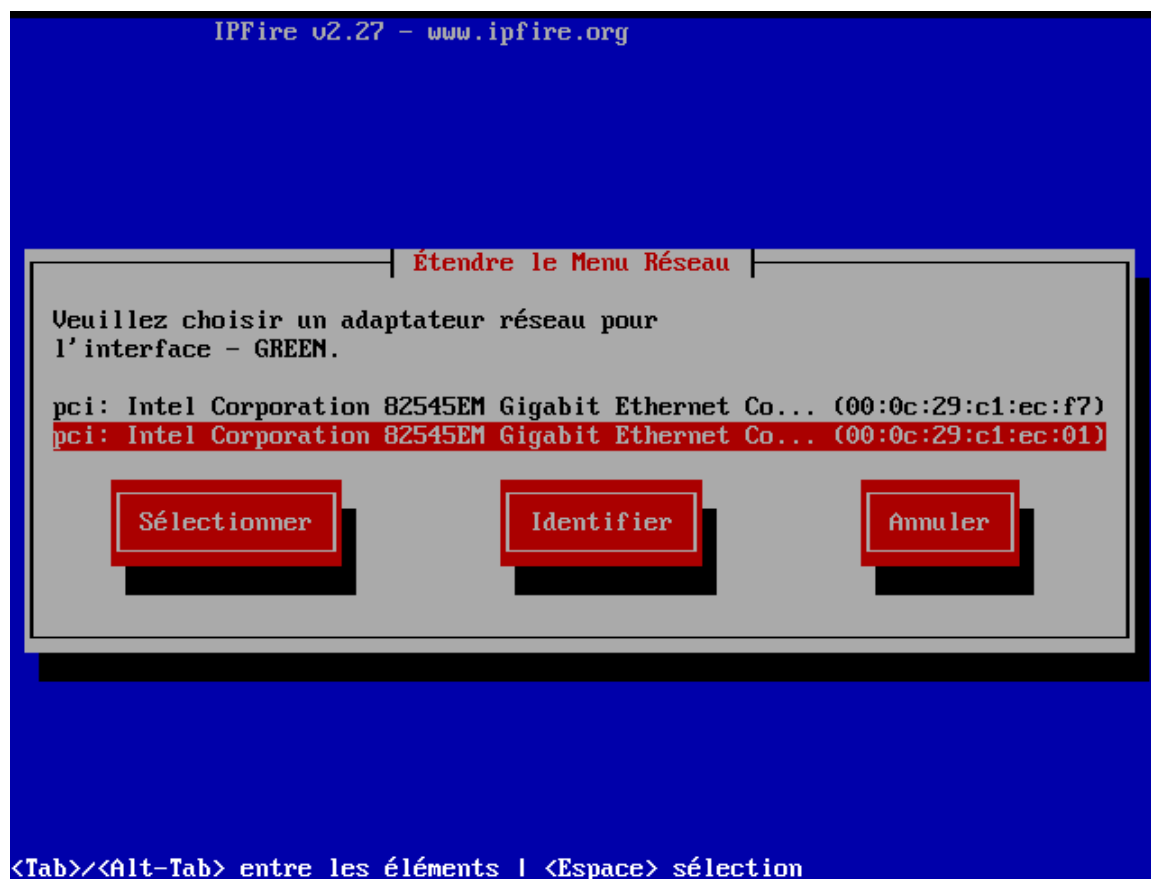 IPFire v2.27 - www.ipfire.org
Étendre le Menu Réseau
Veuillez choisir un adaptateur réseau pour
l'interface - GREEN.
pci: Intel Corporation 82545EM Gigabit Ethernet Co... (00:0c:29:c1:ec:f7)
pci: Intel Corporation 82545EM Gigabit Ethernet Co... (00:0c:29:c1:ec:01)
Sélectionner Identifier Annuler
<Tab>/<Alt-Tab> entre les éléments | <Espace> sélection